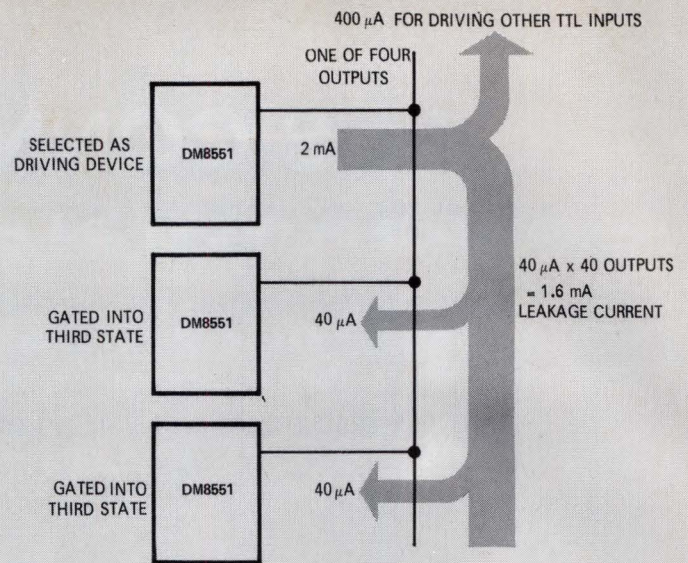 400 μA FOR DRIVING OTHER TTL INPUTS
ONE OF FOUR
OUTPUTS
SELECTED AS
DRIVING DEVICE
DM8551
2 mA
GATED INTO
THIRD STATE
DM8551
40 μA
40 μA x 40 OUTPUTS
= 1.6 mA
LEAKAGE CURRENT
GATED INTO
THIRD STATE
DM8551
40 μA